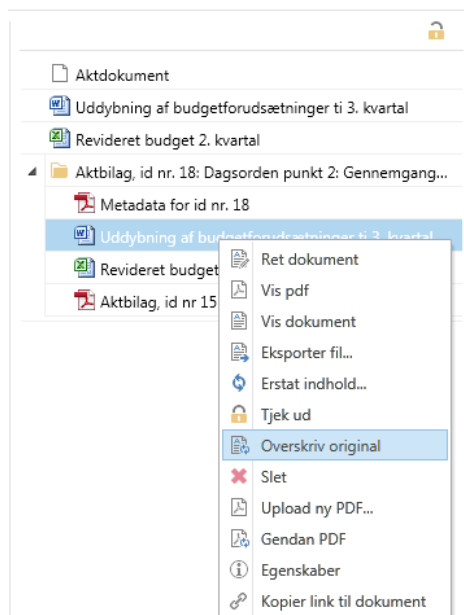 Aktdokument
Uddybning af budgetforudsætninger ti 3. kvartal
Revideret budget 2. kvartal
Aktbilag, id nr. 18: Dagsorden punkt 2: Gennemgang...
Metadata for id nr. 18
Uddybning af budgetforudsætninger ti 3. kvartal
Revideret budget
Aktbilag, id nr 15
Ret dokument
Vis pdf
Vis dokument
Eksporter fil...
Erstat indhold...
Tjek ud
Overskriv original
Slet
Upload ny PDF...
Gendan PDF
Egenskaber
Kopier link til dokument